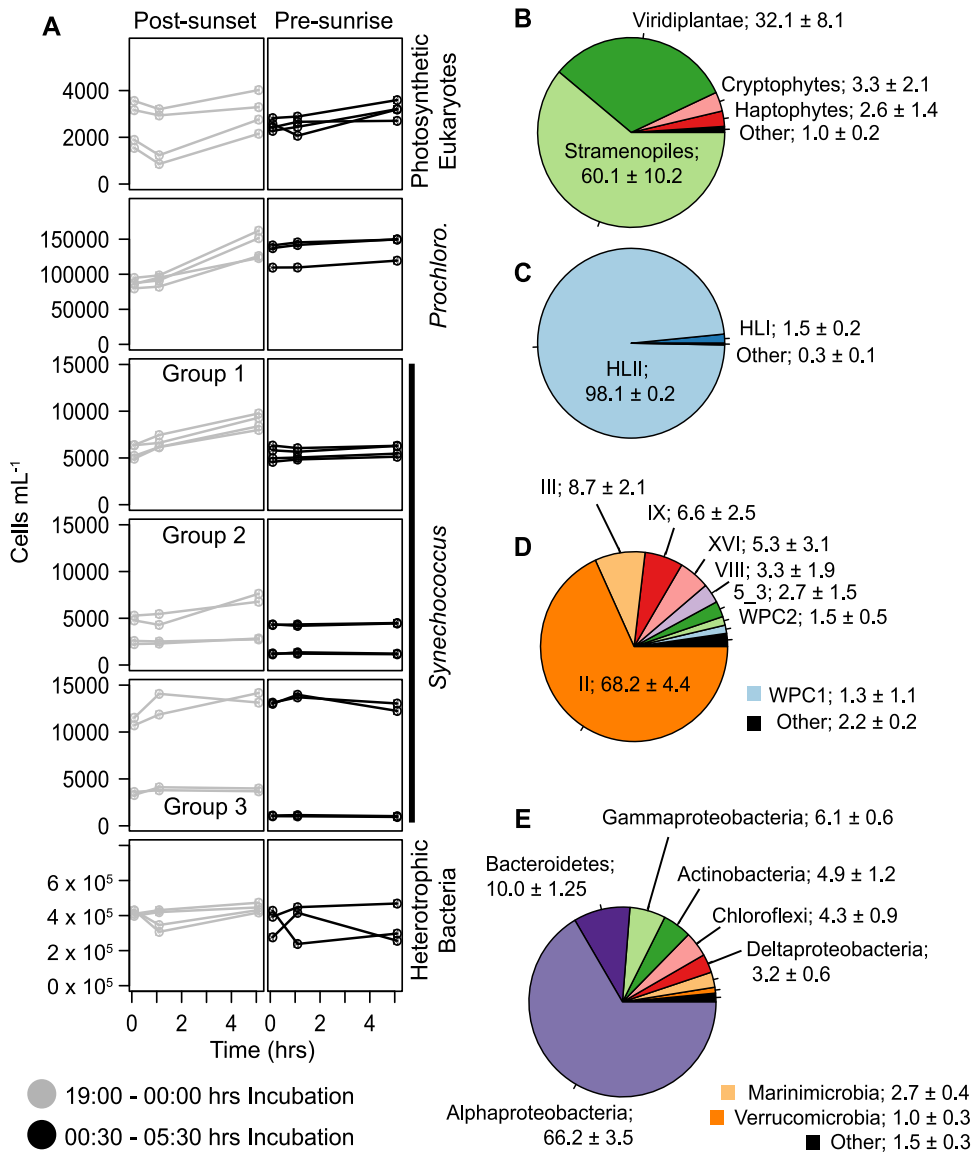 A
Post-sunset
Pre-sunrise
4000
2000
0
Photosynthetic
Eukaryotes
150000
100000
50000
0
Prochloro.
15000
10000
5000
0
Group 1
15000
10000
5000
0
Group 2
15000
10000
5000
0
Group 3
Synechococcus
6 x 10⁵
4 x 10⁵
2 x 10⁵
0 x 10⁵
Heterotrophic
Bacteria
Cells mL⁻¹
0 2 4
0 2 4
Time (hrs)
19:00 - 00:00 hrs Incubation
00:30 - 05:30 hrs Incubation
B
Viridiplantae; 32.1 ± 8.1
Cryptophytes; 3.3 ± 2.1
Haptophytes; 2.6 ± 1.4
Other; 1.0 ± 0.2
Stramenopiles;
60.1 ± 10.2
C
HLI; 1.5 ± 0.2
Other; 0.3 ± 0.1
HLII;
98.1 ± 0.2
D
III; 8.7 ± 2.1
IX; 6.6 ± 2.5
XVI; 5.3 ± 3.1
VIII; 3.3 ± 1.9
5_3; 2.7 ± 1.5
WPC2; 1.5 ± 0.5
II; 68.2 ± 4.4
WPC1; 1.3 ± 1.1
Other; 2.2 ± 0.2
E
Gammaproteobacteria; 6.1 ± 0.6
Bacteroidetes;
10.0 ± 1.25
Actinobacteria; 4.9 ± 1.2
Chloroflexi; 4.3 ± 0.9
Deltaproteobacteria;
3.2 ± 0.6
Alphaproteobacteria;
66.2 ± 3.5
Marinimicrobia; 2.7 ± 0.4
Verrucomicrobia; 1.0 ± 0.3
Other; 1.5 ± 0.3